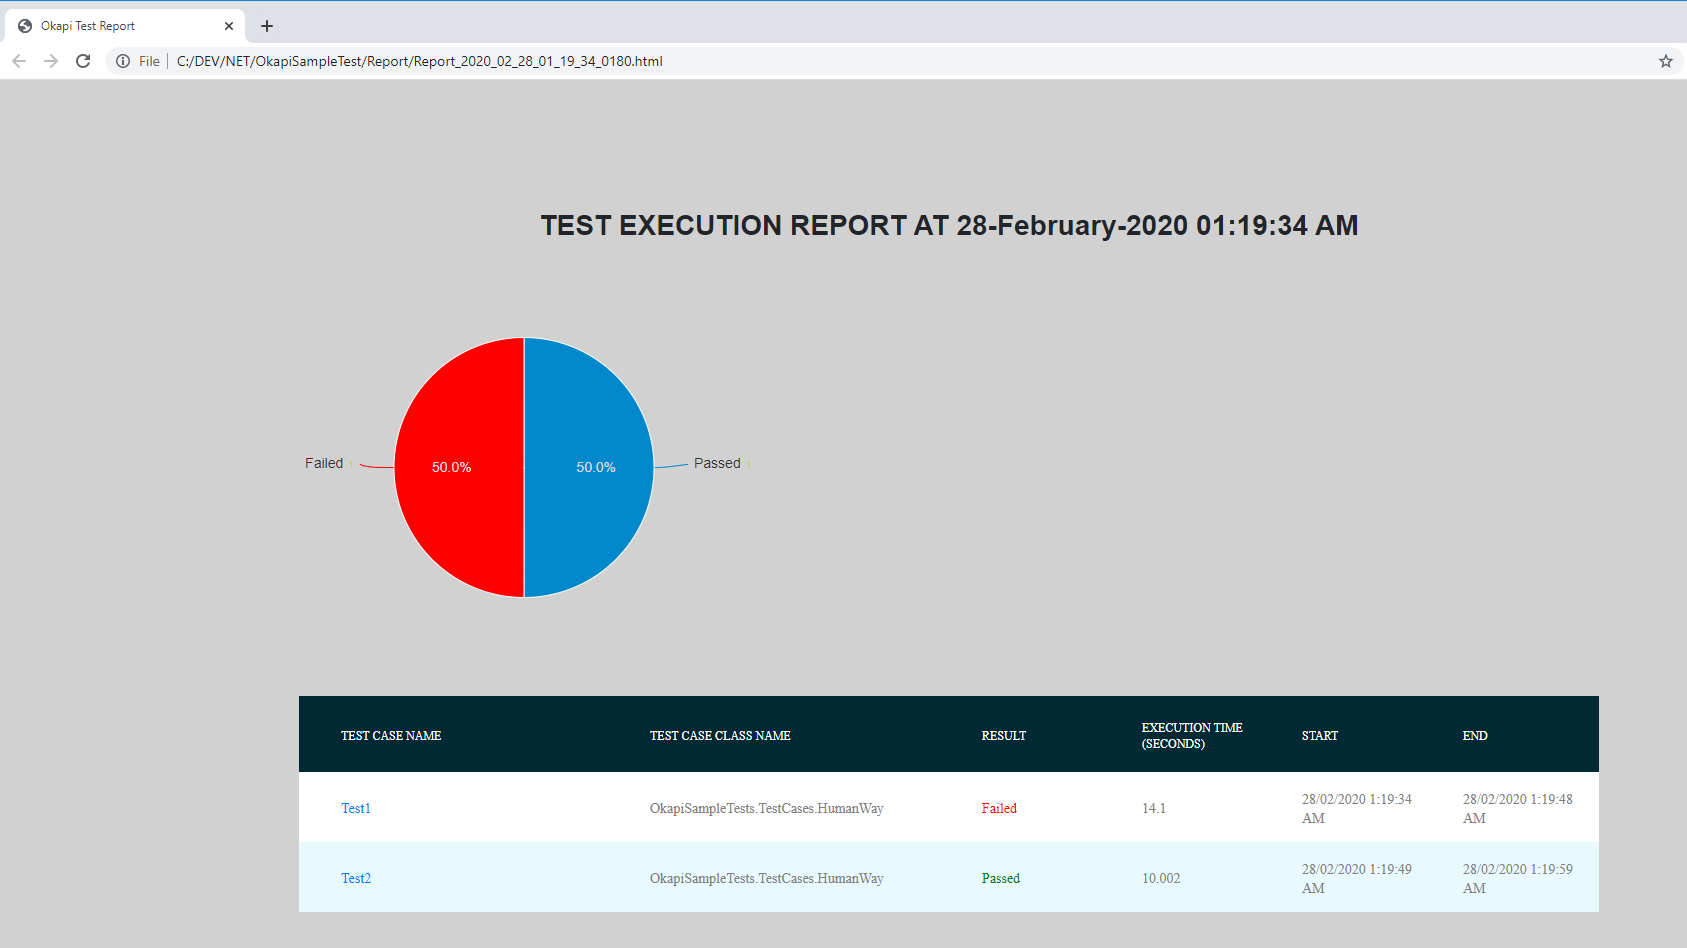 Okapi Test Report
File
C:/DEV/NET/OkapiSampleTest/Report/Report_2020_02_28_01_19_34_0180.html
TEST EXECUTION REPORT AT 28-February-2020 01:19:34 AM
Failed
50.0%
50.0%
Passed
TEST CASE NAME
TEST CASE CLASS NAME
RESULT
EXECUTION TIME
(SECONDS)
START
END
Test1
OkapiSampleTests.TestCases.HumanWay
Failed
14.1
28/02/2020 1:19:34
AM
28/02/2020 1:19:48
AM
Test2
OkapiSampleTests.TestCases.HumanWay
Passed
10.002
28/02/2020 1:19:49
AM
28/02/2020 1:19:59
AM